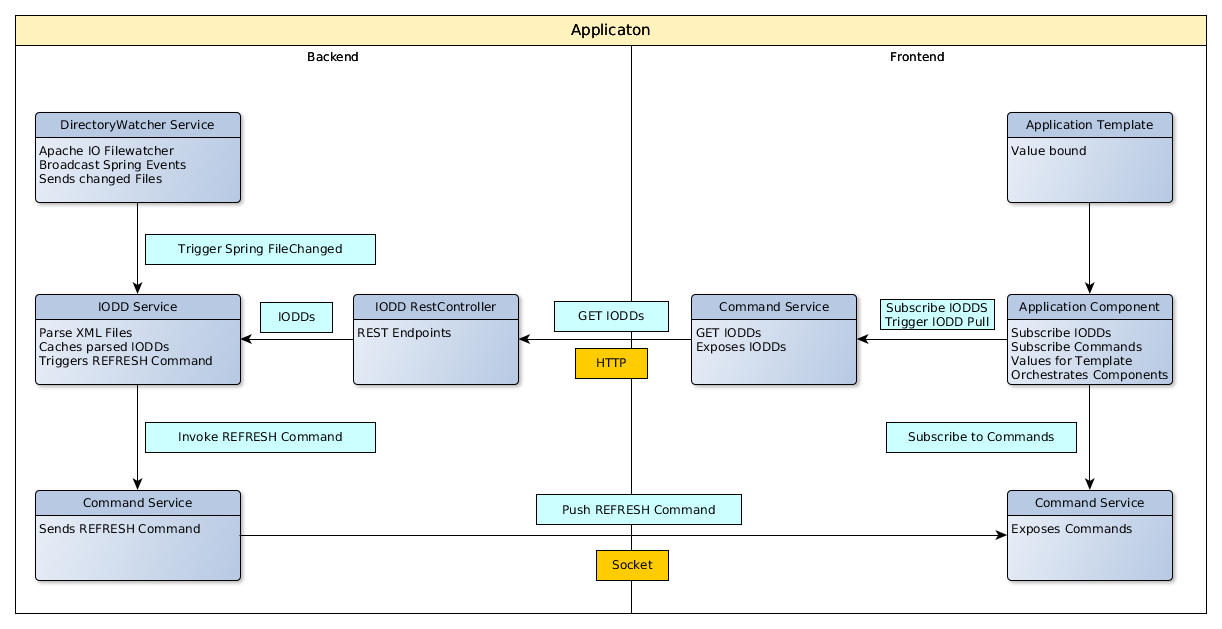 Applicaton
Backend
Frontend
DirectoryWatcher Service
Apache IO Filewatcher
Broadcast Spring Events
Sends changed Files
Application Template
Value bound
Trigger Spring FileChanged
IODD Service
Parse XML Files
Caches parsed IODDs
Triggers REFRESH Command
IODDs
IODD RestController
REST Endpoints
GET IODDs
HTTP
Command Service
GET IODDs
Exposes IODDs
Subscribe IODDS
Trigger IODD Pull
Application Component
Subscribe IODDs
Subscribe Commands
Values for Template
Orchestrates Components
Invoke REFRESH Command
Subscribe to Commands
Command Service
Sends REFRESH Command
Push REFRESH Command
Socket
Command Service
Exposes Commands